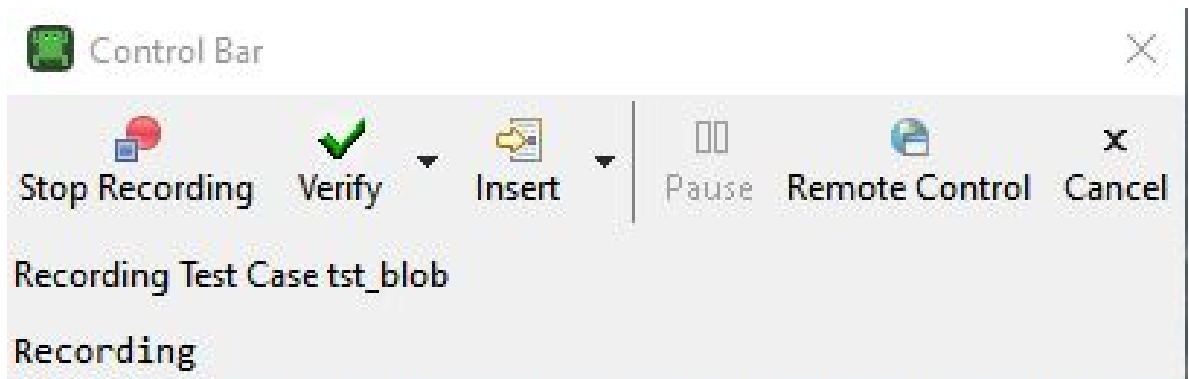 Control Bar
Stop Recording Verify Insert Pause Remote Control Cancel
Recording Test Case tst_blob
Recording